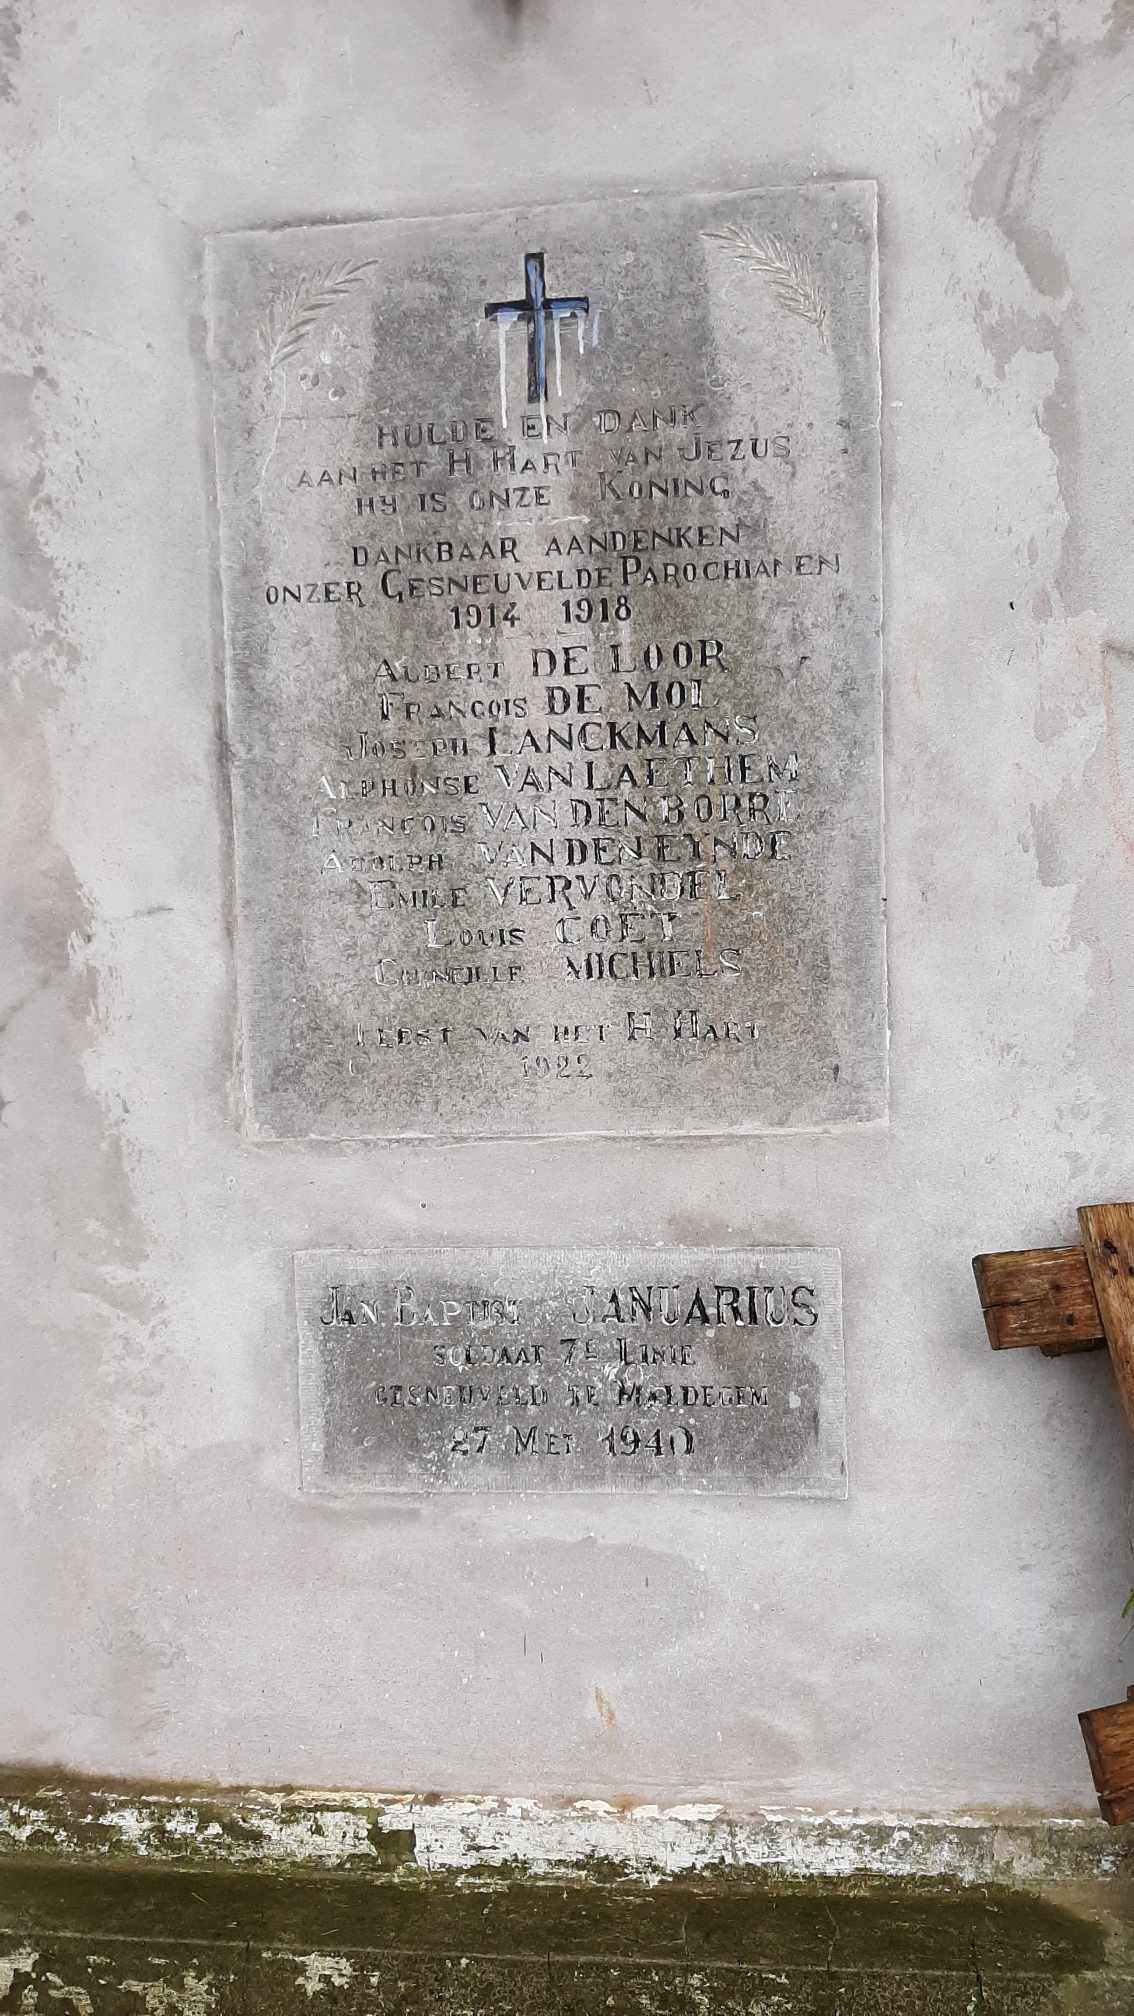 HULDE EN DANK
AAN HET H HART VAN JEZUS
HY IS ONZE KONING
DANKBAAR AANDENKEN
ONZER GESNEUVELDE PAROCHIANEN
1914 1918
ALBERT DE LOOR
FRANÇOIS DE MOL
JOSEPH LANCKMANS
ALPHONSE VAN LAETHEM
FRANÇOIS VAN DEN BORRE
ADOLPH VAN DEN EYNDE
EMILE VERVONDEL
LOUIS COET
MICHIELS
FEEST VAN HET H HART
1922
JAN BAPTIST JANUARIUS
SOLDAAT 7E LINIE
GESNEUVELD TE MALDEGEM
27 MEI 1940